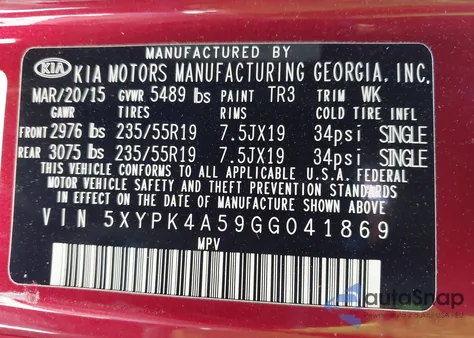 MANUFACTURED BY
KIA KIA MOTORS MANUFACTURING GEORGIA, INC.
MAR/20/15 GVWR 5489 lbs PAINT TR3 TRIM WK
GAWR TIRES RIMS COLD TIRE INFL
FRONT 2976 lbs 235/55R19 7.5JX19 34psi SINGLE
REAR 3075 lbs 235/55R19 7.5JX19 34psi SINGLE
THIS VEHICLE CONFORMS TO ALL APPLICABLE U.S.A. FEDERAL
MOTOR VEHICLE SAFETY, BUMPER, AND THEFT PREVENTION STANDARDS
IN EFFECT ON THE DATE OF MANUFACTURE SHOWN ABOVE.
VIN 5XYPK4A59GG041869
MPV
autoSnap